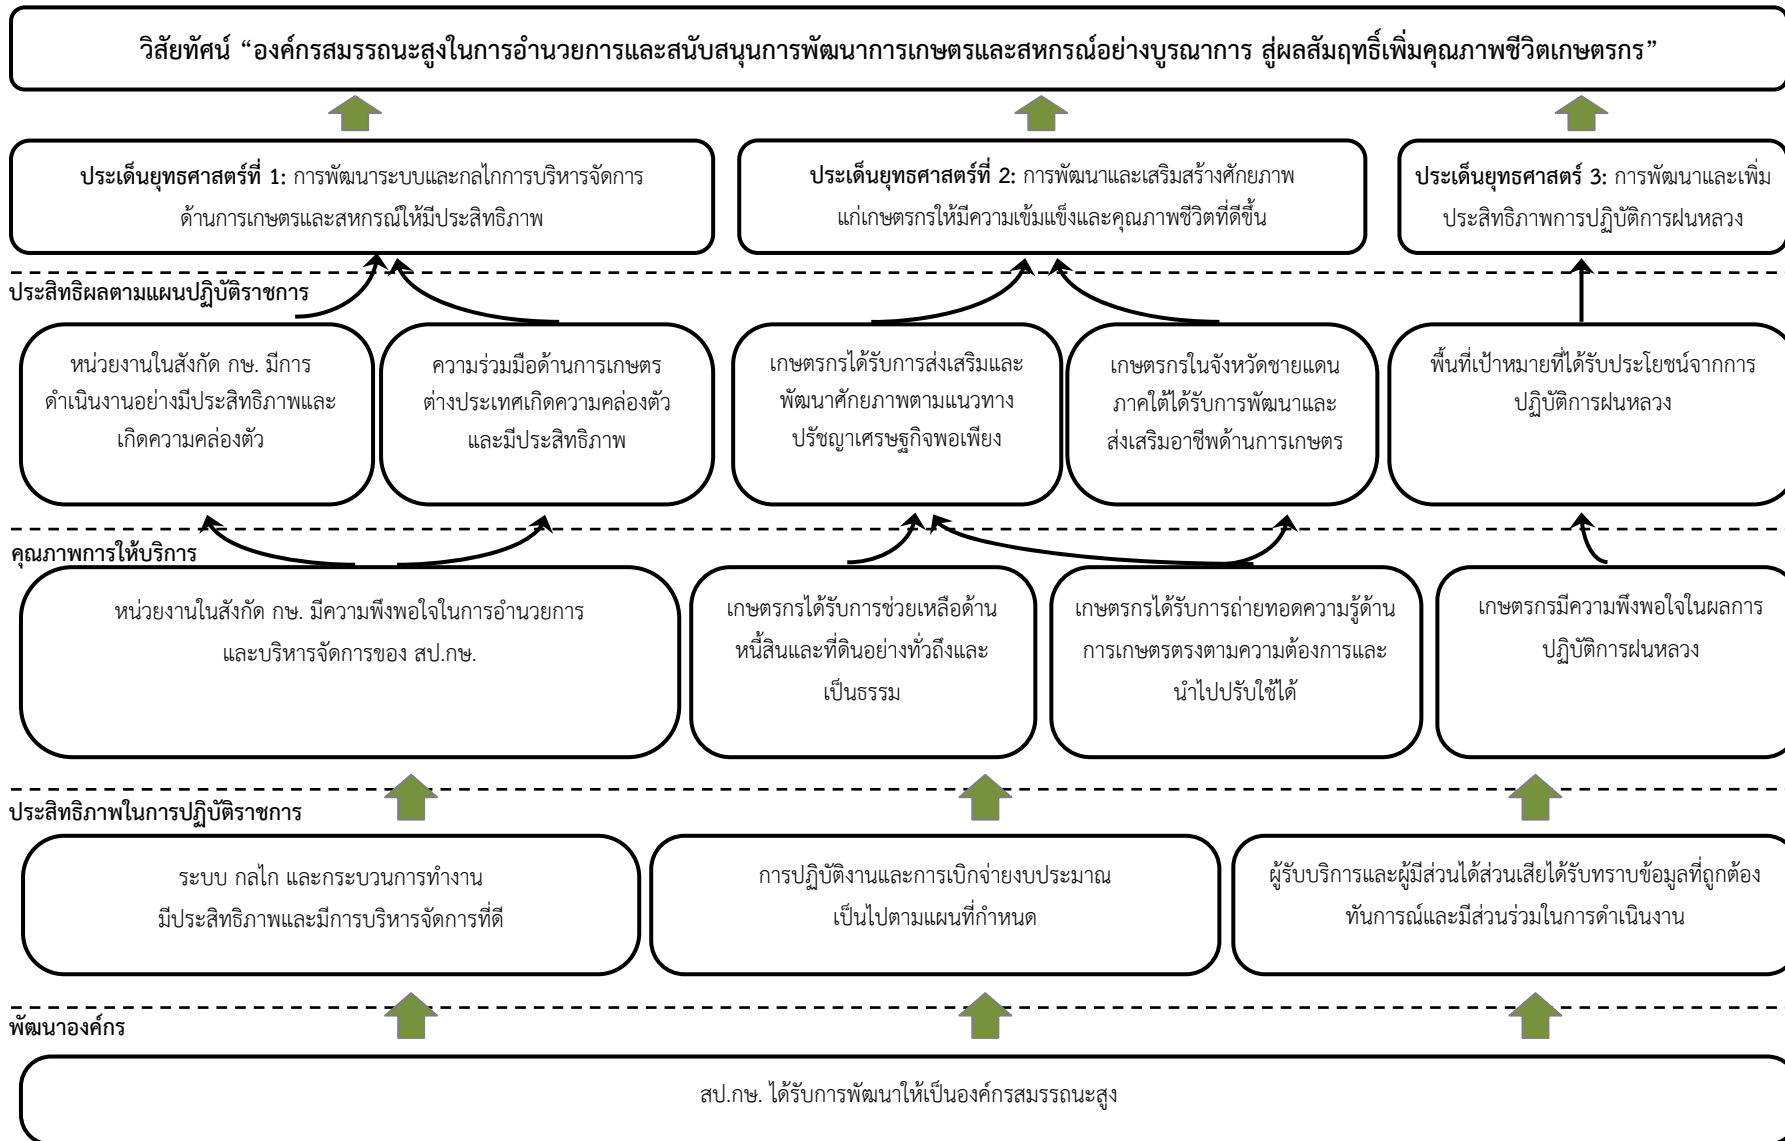 วิสัยทัศน์ “องค์กรสมรรถนะสูงในการอำนวยการและสนับสนุนการพัฒนาการเกษตรและสหกรณ์อย่างบูรณาการ สู่ผลสัมฤทธิ์เพิ่มคุณภาพชีวิตเกษตรกร”
ประเด็นยุทธศาสตร์ที่ 1: การพัฒนาระบบและกลไกการบริหารจัดการ
ด้านการเกษตรและสหกรณ์ให้มีประสิทธิภาพ
ประเด็นยุทธศาสตร์ที่ 2: การพัฒนาและเสริมสร้างศักยภาพ
แก่เกษตรกรให้มีความเข้มแข็งและคุณภาพชีวิตที่ดีขึ้น
ประเด็นยุทธศาสตร์ 3: การพัฒนาและเพิ่ม
ประสิทธิภาพการปฏิบัติการฝนหลวง
ประสิทธิผลตามแผนปฏิบัติราชการ
หน่วยงานในสังกัด กษ. มีการ
ดำเนินงานอย่างมีประสิทธิภาพและ
เกิดความคล่องตัว
ความร่วมมือด้านการเกษตร
ต่างประเทศเกิดความคล่องตัว
และมีประสิทธิภาพ
เกษตรกรได้รับการส่งเสริมและ
พัฒนาศักยภาพตามแนวทาง
ปรัชญาเศรษฐกิจพอเพียง
เกษตรกรในจังหวัดชายแดน
ภาคใต้ได้รับการพัฒนาและ
ส่งเสริมอาชีพด้านการเกษตร
พื้นที่เป้าหมายที่ได้รับประโยชน์จากการ
ปฏิบัติการฝนหลวง
คุณภาพการให้บริการ
หน่วยงานในสังกัด กษ. มีความพึงพอใจในการอำนวยการ
และบริหารจัดการของ สป.กษ.
เกษตรกรได้รับการช่วยเหลือด้าน
หนี้สินและที่ดินอย่างทั่วถึงและ
เป็นธรรม
เกษตรกรได้รับการถ่ายทอดความรู้ด้าน
การเกษตรตรงตามความต้องการและ
นำไปปรับใช้ได้
เกษตรกรมีความพึงพอใจในผลการ
ปฏิบัติการฝนหลวง
ประสิทธิภาพในการปฏิบัติราชการ
ระบบ กลไก และกระบวนการทำงาน
มีประสิทธิภาพและมีการบริหารจัดการที่ดี
การปฏิบัติงานและการเบิกจ่ายงบประมาณ
เป็นไปตามแผนที่กำหนด
ผู้รับบริการและผู้มีส่วนได้ส่วนเสียได้รับทราบข้อมูลที่ถูกต้อง
ทันการณ์และมีส่วนร่วมในการดำเนินงาน
พัฒนาองค์กร
สป.กษ. ได้รับการพัฒนาให้เป็นองค์กรสมรรถนะสูง